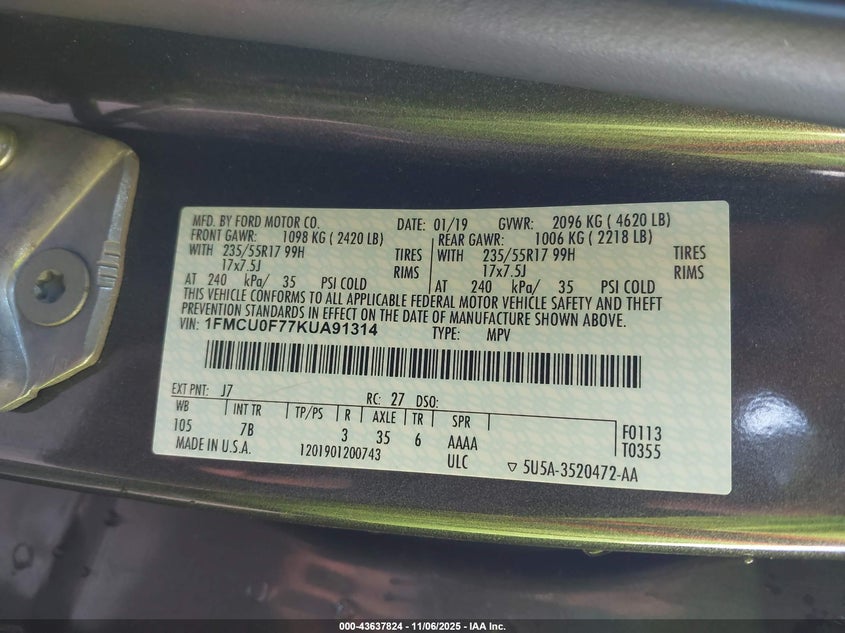 MFD. BY FORD MOTOR CO. DATE: 01/19 GVWR: 2096 KG ( 4620 LB)
FRONT GAWR: 1098 KG ( 2420 LB) REAR GAWR: 1006 KG ( 2218 LB)
WITH 235/55R17 99H TIRES WITH 235/55R17 99H TIRES
17x7.5J RIMS 17x7.5J RIMS
AT 240 kPa/ 35 PSI COLD AT 240 kPa/ 35 PSI COLD
THIS VEHICLE CONFORMS TO ALL APPLICABLE FEDERAL MOTOR VEHICLE SAFETY AND THEFT
PREVENTION STANDARDS IN EFFECT ON THE DATE OF MANUFACTURE SHOWN ABOVE.
VIN: 1FMCU0F77KUA91314 TYPE: MPV
EXT PNT: J7 RC: 27 DSO:
WB INT TR TP/PS R AXLE TR SPR F0113
105 7B 3 35 6 AAAA T0355
MADE IN U.S.A. 1201901200743 ULC ▽ 5U5A-3520472-AA
000-43637824 - 11/06/2025 - IAA Inc.